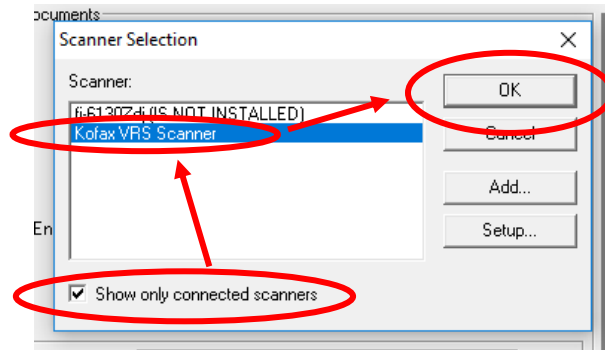 ocuments
Scanner Selection
Scanner:
OK
fi-6130Zdj (IS NOT INSTALLED)
Kofax VRS Scanner
Cancel
Add...
En
Setup...
Show only connected scanners